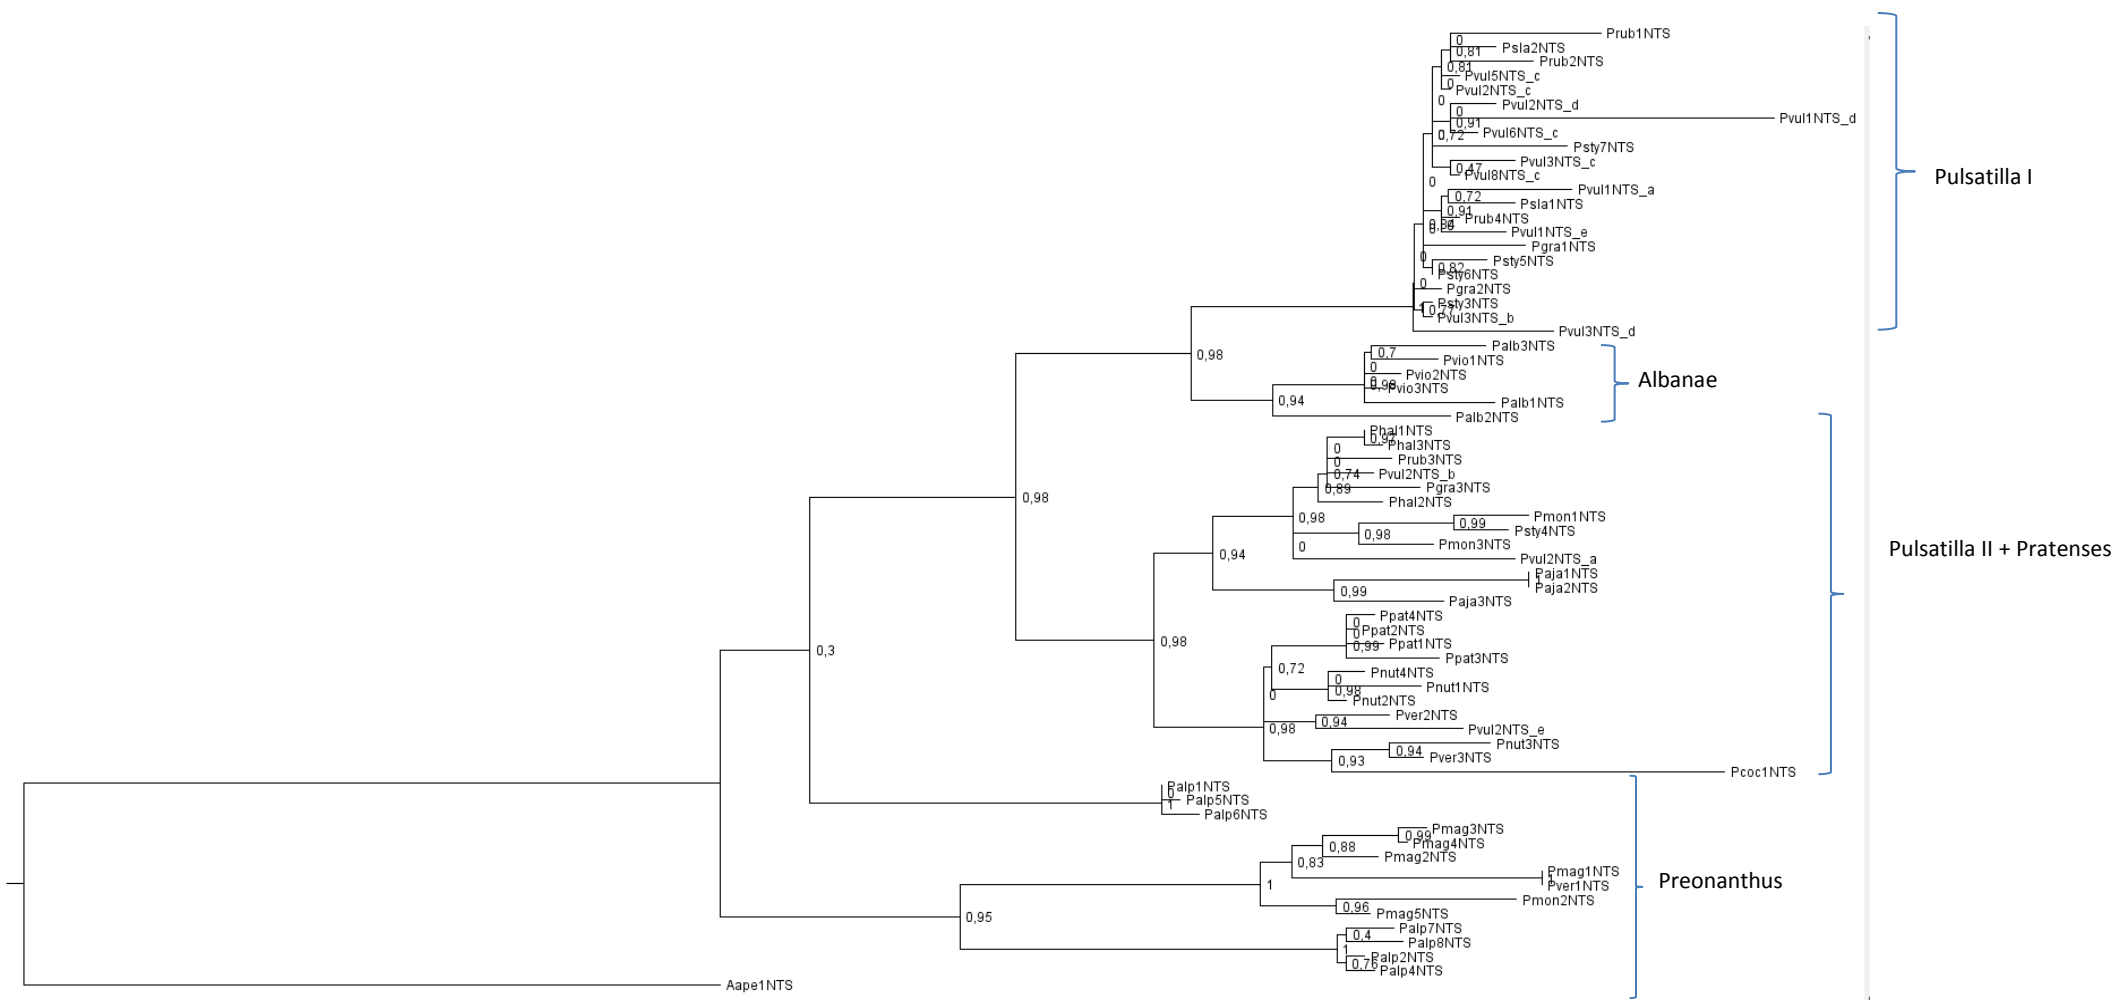 Prub1NTS
0
Psla2NTS
0,81
Prub2NTS
0,81
Pvul5NTS_c
0
Pvul2NTS_c
0
Pvul2NTS_d
0
Pvul1NTS_d
0,91
Pvul6NTS_c
0,72
Psty7NTS
Pvul3NTS_c
0,47
Pvul8NTS_c
Pulsatilla I
0
Pvul1NTS_a
0,72
Psla1NTS
0,91
Prub4NTS
Pvul1NTS_e
Pgra1NTS
0
Psty5NTS
0,82
Psty6NTS
0
Pgra2NTS
Psty3NTS
Pvul3NTS_b
Pvul3NTS_d
Palb3NTS
0,7
0,98
Pvio1NTS
0
Pvio2NTS
Albanae
0,98
Pvio3NTS
0,94
Palb1NTS
Palb2NTS
Phal1NTS
0,97
Phal3NTS
0
Prub3NTS
0
0,74
Pvul2NTS_b
0,89
Pgra3NTS
0,98
Phal2NTS
0,98
Pmon1NTS
0,99
Psty4NTS
0,98
Pmon3NTS
0
Pulsatilla II + Pratenses
0,94
Pvul2NTS_a
Paja1NTS
Paja2NTS
0,99
Paja3NTS
Ppat4NTS
0
Ppat2NTS
0
0,98
Ppat1NTS
0,99
0,3
Ppat3NTS
0,72
Pnut4NTS
0
Pnut1NTS
0,98
0
Pnut2NTS
Pver2NTS
0,94
0,98
Pvul2NTS_e
Pnut3NTS
0,94
Pver3NTS
0,93
Pcoc1NTS
Palp1NTS
0
Palp5NTS
1
Palp6NTS
Pmag3NTS
0,99
Pmag4NTS
0,88
Pmag2NTS
0,83
Pmag1NTS
1
Pver1NTS
Preonanthus
Pmon2NTS
0,96
Pmag5NTS
0,95
Palp7NTS
0,4
Palp8NTS
1
Palp2NTS
0,76
Palp4NTS
Aape1NTS